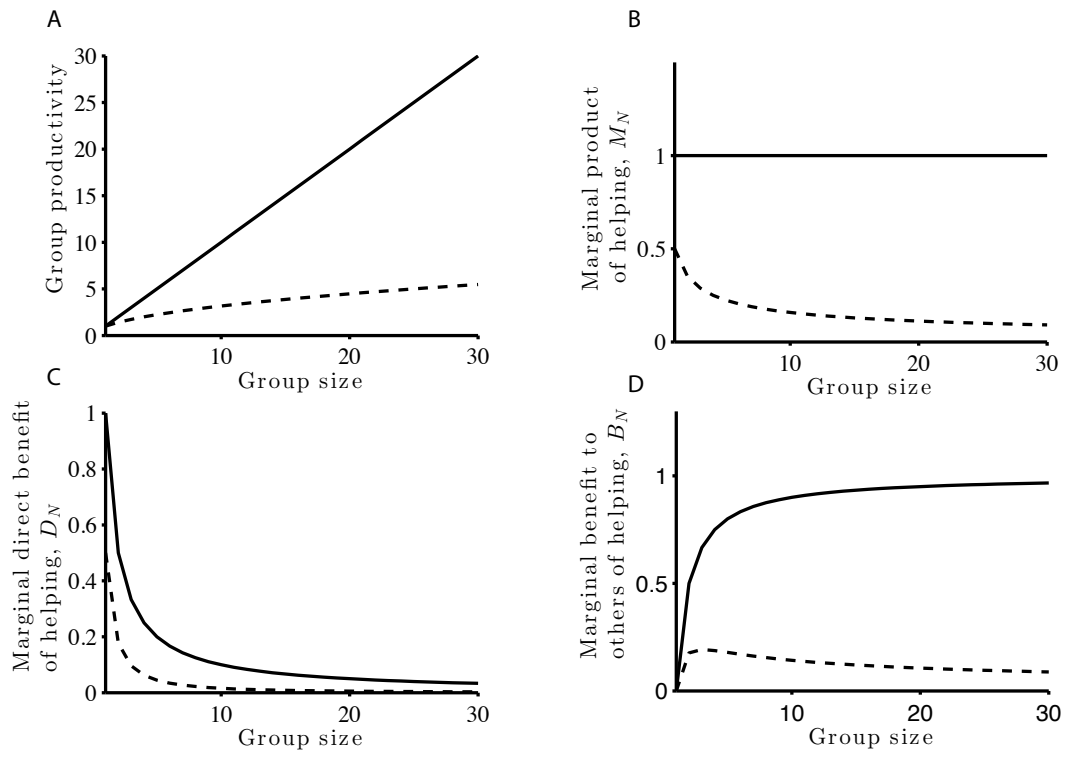 A
Group productivity
30
25
20
15
10
5
0
10
20
30
Group size
B
Marginal product
of helping, M_N
1
0.5
0
10
20
30
Group size
C
Marginal direct benefit
of helping, D_N
1
0.8
0.6
0.4
0.2
0
10
20
30
Group size
D
Marginal benefit to
others of helping, B_N
1
0.5
0
10
20
30
Group size